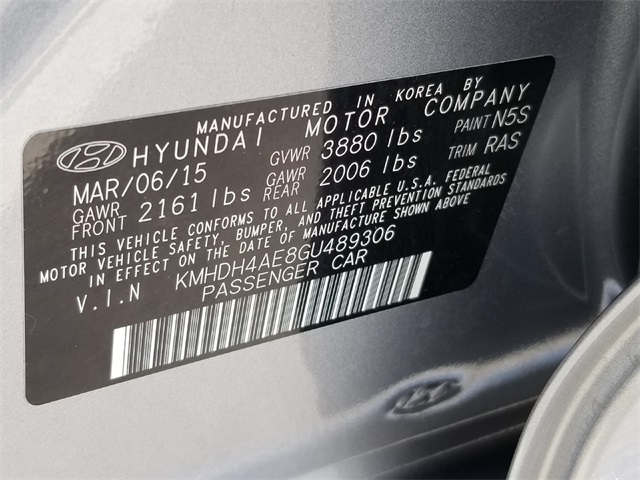 MANUFACTURED IN KOREA BY
HYUNDAI MOTOR COMPANY
MAR/06/15 GVWR 3880 lbs PAINT N5S
GAWR FRONT 2161 lbs GAWR REAR 2006 lbs TRIM RAS
THIS VEHICLE CONFORMS TO ALL APPLICABLE U.S.A. FEDERAL
MOTOR VEHICLE SAFETY, BUMPER, AND THEFT PREVENTION STANDARDS
IN EFFECT ON THE DATE OF MANUFACTURE SHOWN ABOVE
V.I.N KMHDH4AE8GU489306
PASSENGER CAR